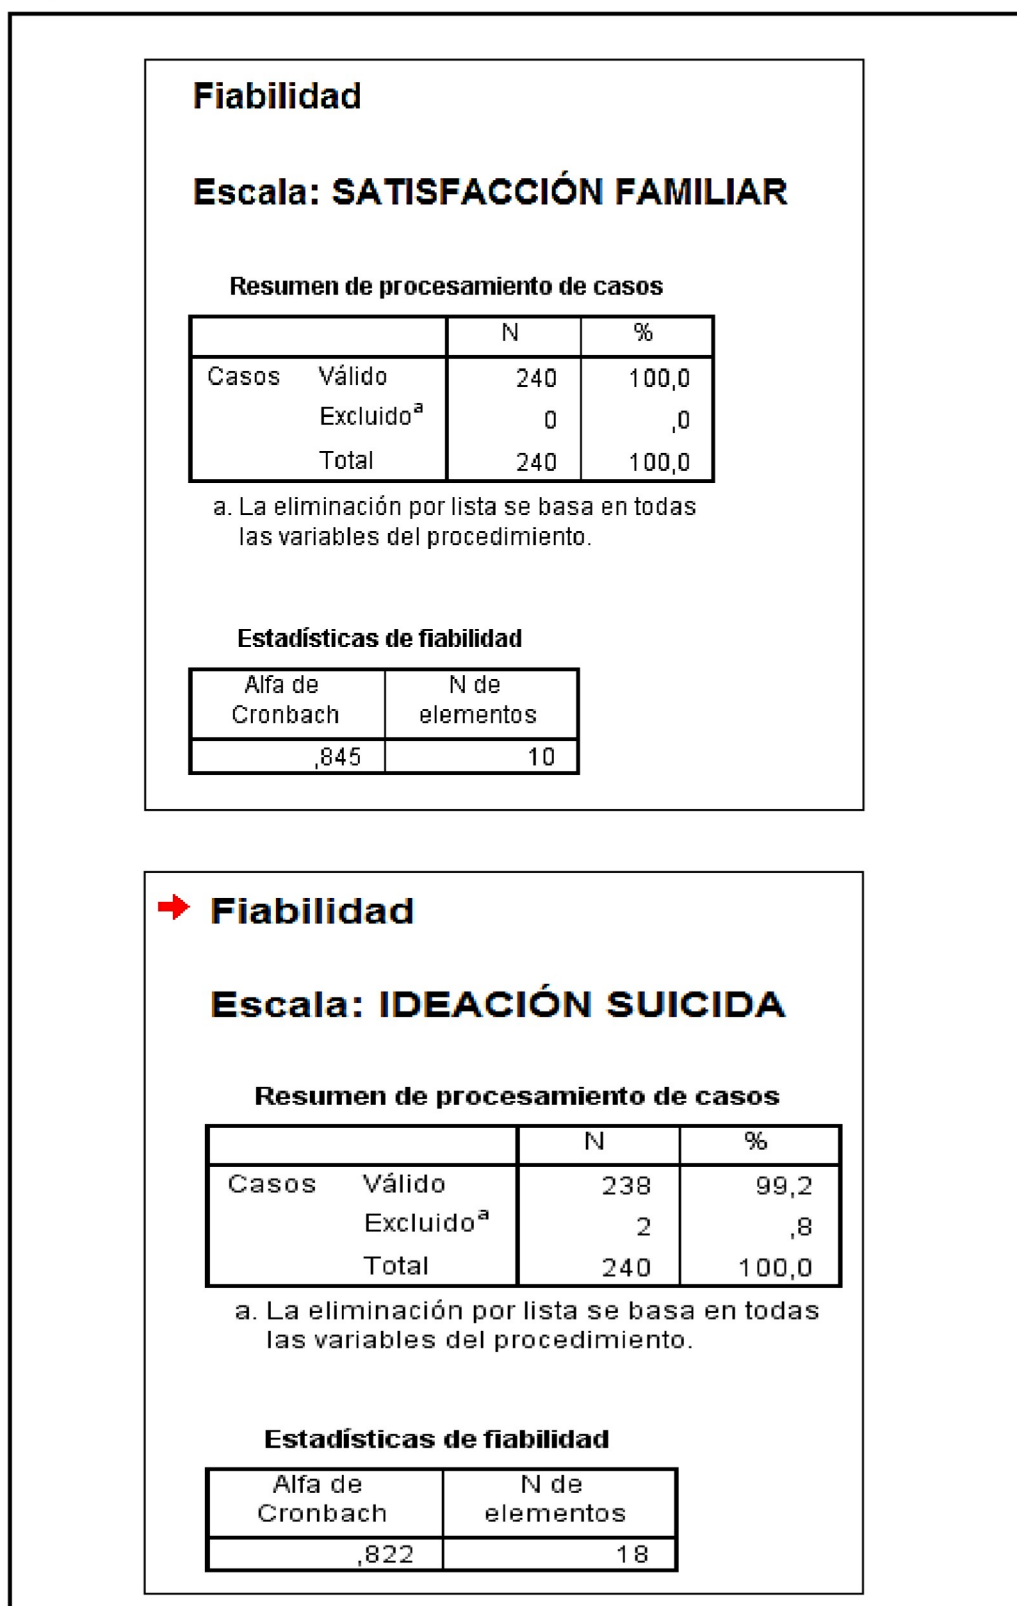 Fiabilidad
Escala: SATISFACCIÓN FAMILIAR
Resumen de procesamiento de casos
N %
Casos Válido 240 100,0
Excluidoª 0 ,0
Total 240 100,0
a. La eliminación por lista se basa en todas
las variables del procedimiento.
Estadísticas de fiabilidad
Alfa de N de
Cronbach elementos
,845 10
Fiabilidad
Escala: IDEACIÓN SUICIDA
Resumen de procesamiento de casos
N %
Casos Válido 238 99,2
Excluidoª 2 ,8
Total 240 100,0
a. La eliminación por lista se basa en todas
las variables del procedimiento.
Estadísticas de fiabilidad
Alfa de N de
Cronbach elementos
,822 18